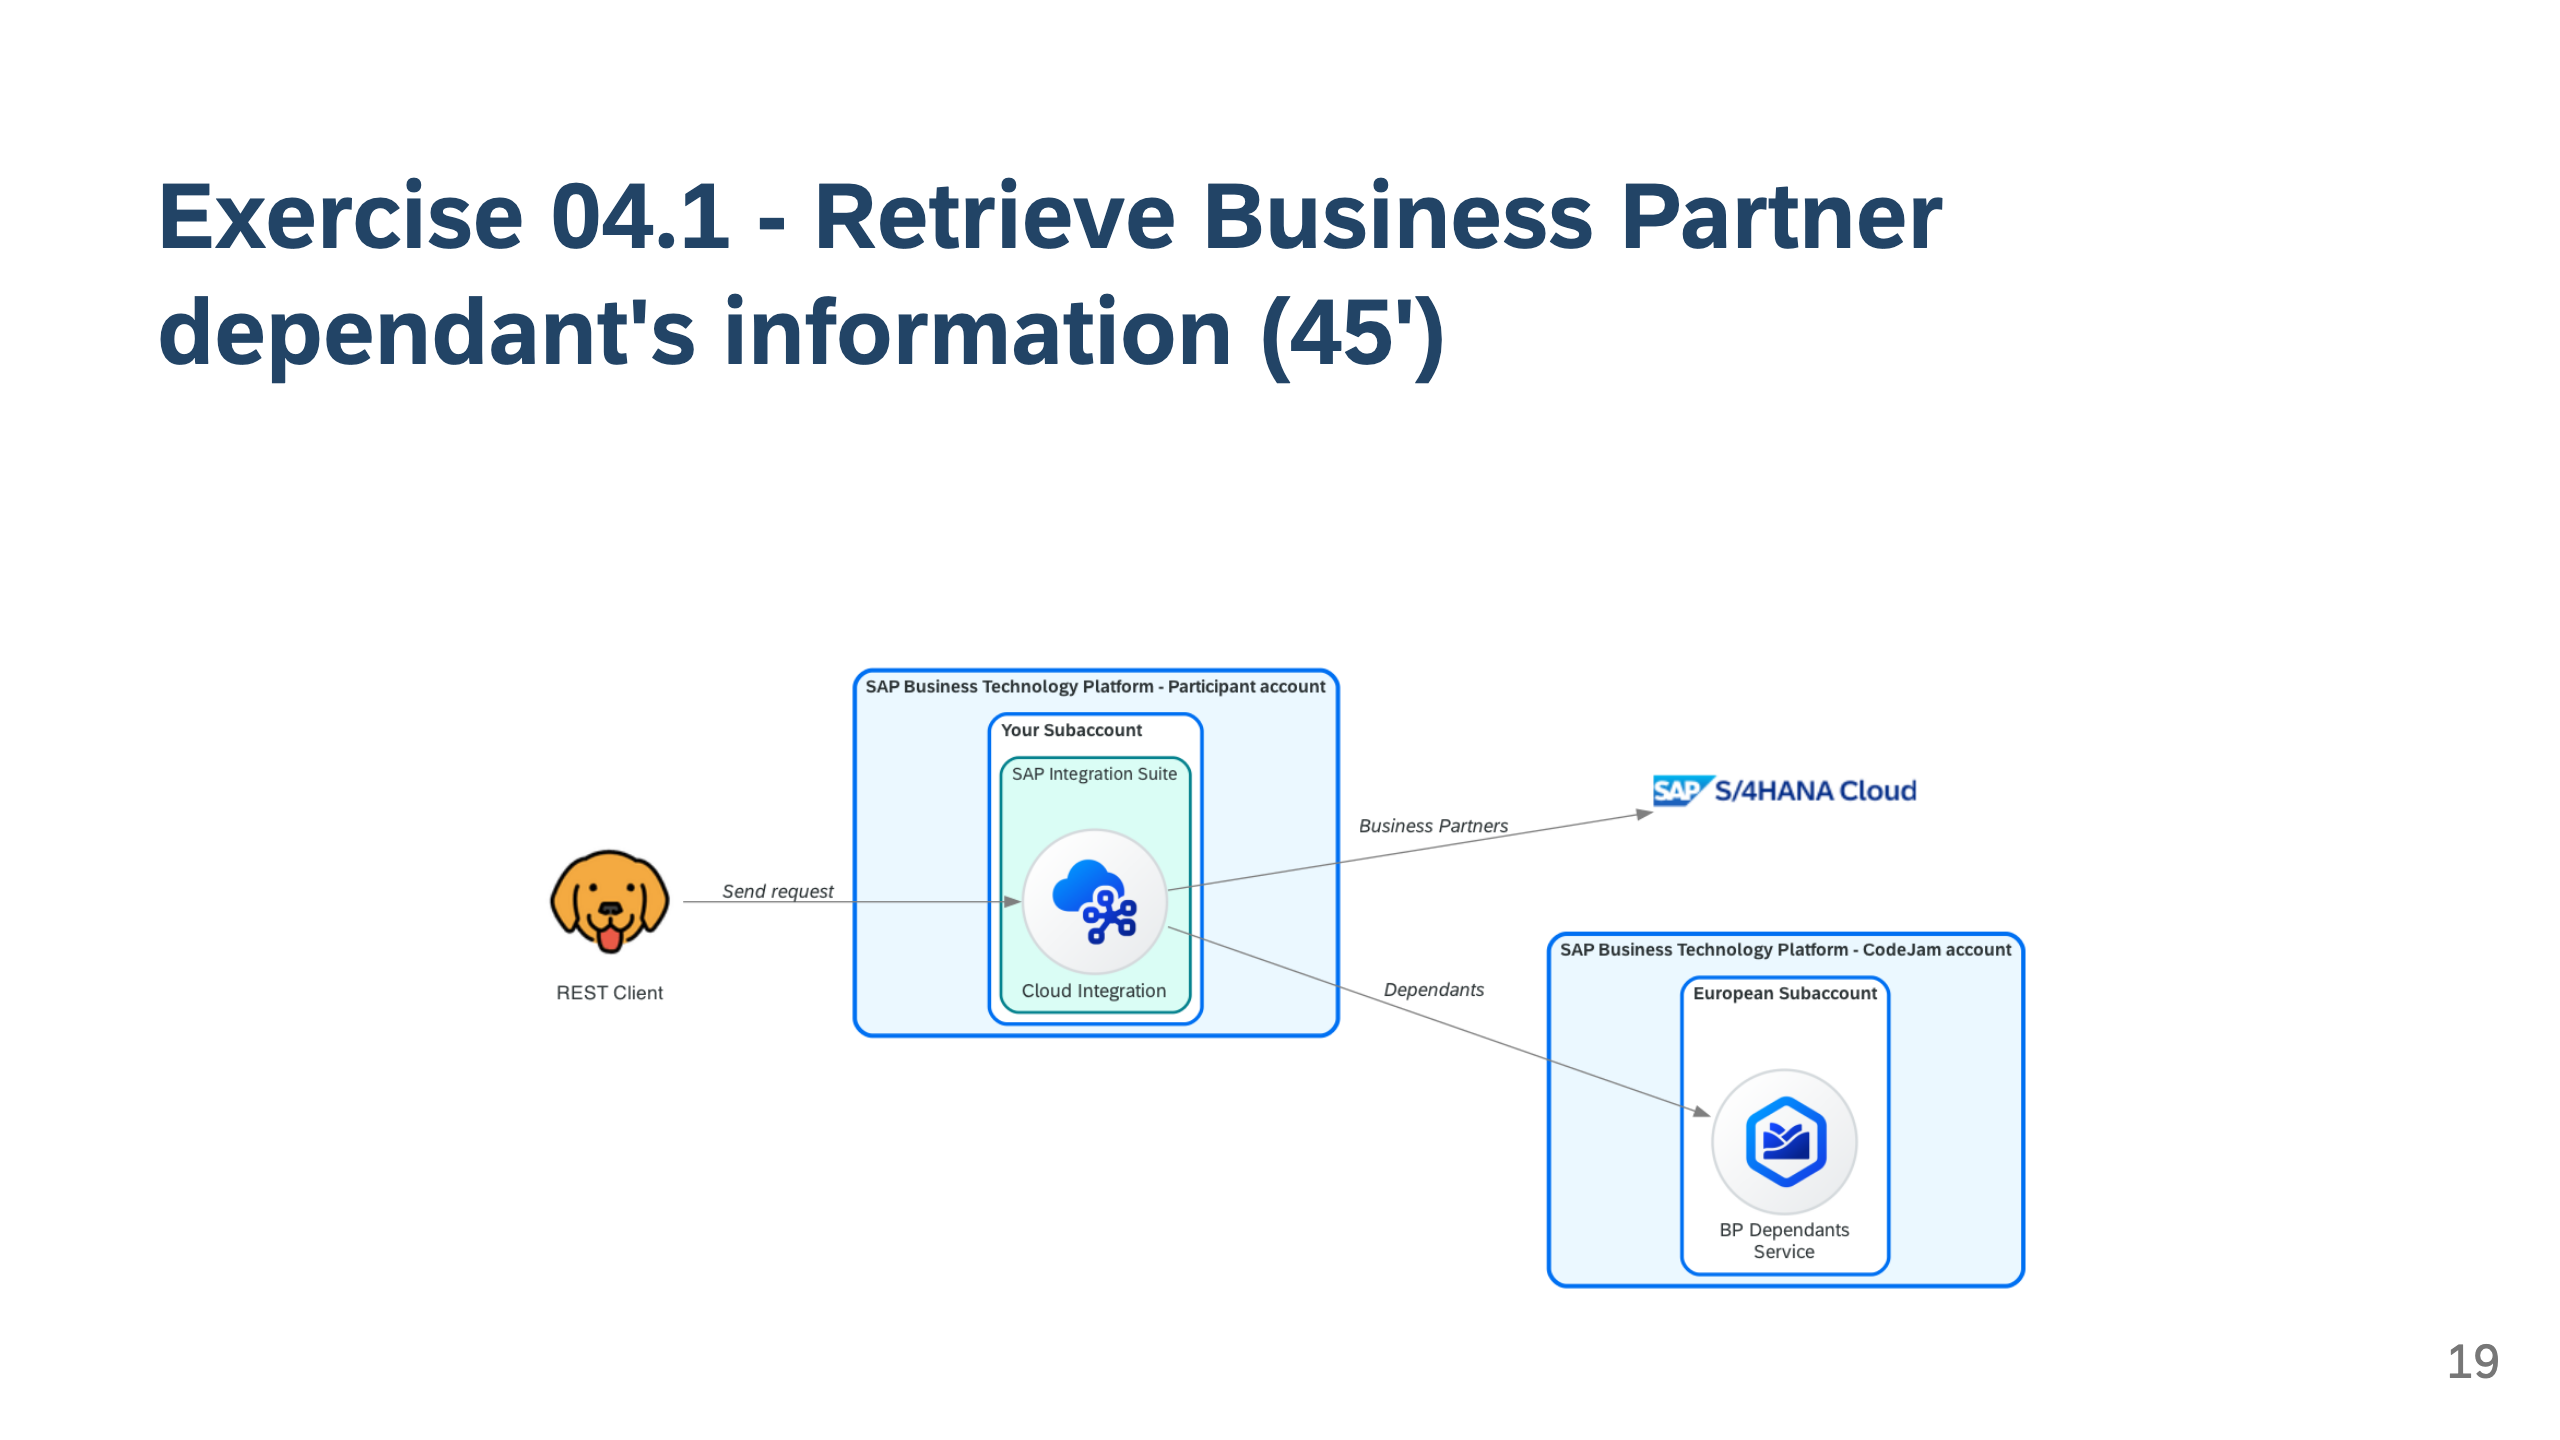 Exercise 04.1 - Retrieve Business Partner
dependant's information (45')
SAP Business Technology Platform - Participant account
Your Subaccount
SAP Integration Suite
Cloud Integration
Send request
REST Client
Business Partners
SAP S/4HANA Cloud
Dependants
SAP Business Technology Platform - CodeJam account
European Subaccount
BP Dependants
Service
19